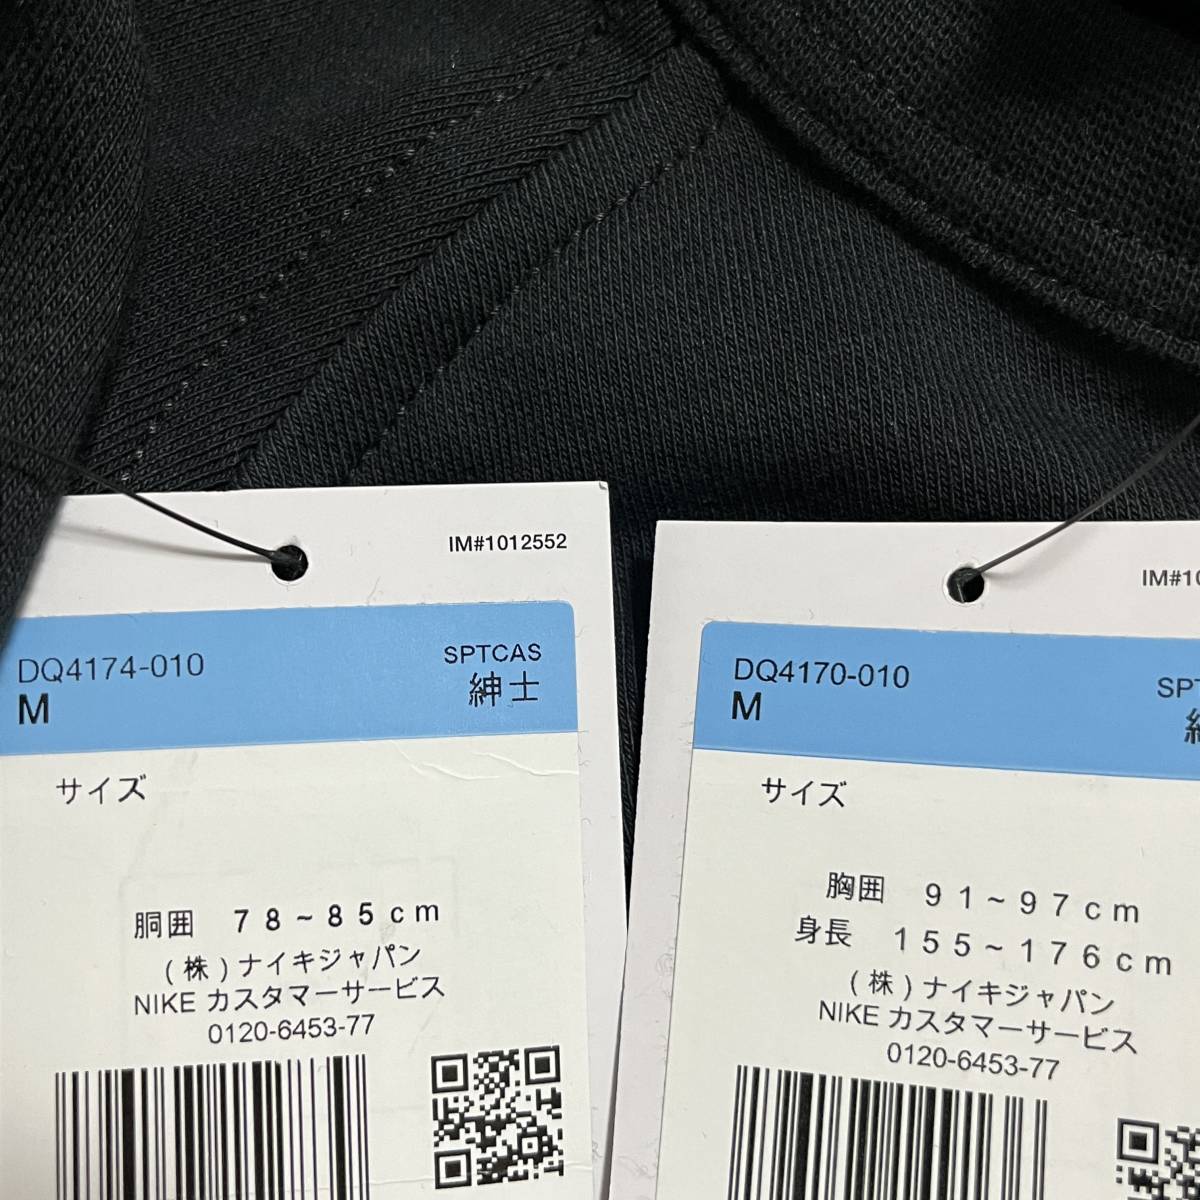 IM#1012552
DQ4174-010
SPTCAS
M
紳士
サイズ
胴囲 78~85cm
(株)ナイキジャパン
NIKE カスタマーサービス
0120-6453-77
IM#10
DQ4170-010
SPT
M
サイズ
胸囲 91~97cm
身長 155~176cm
(株)ナイキジャパン
NIKE カスタマーサービス
0120-6453-77